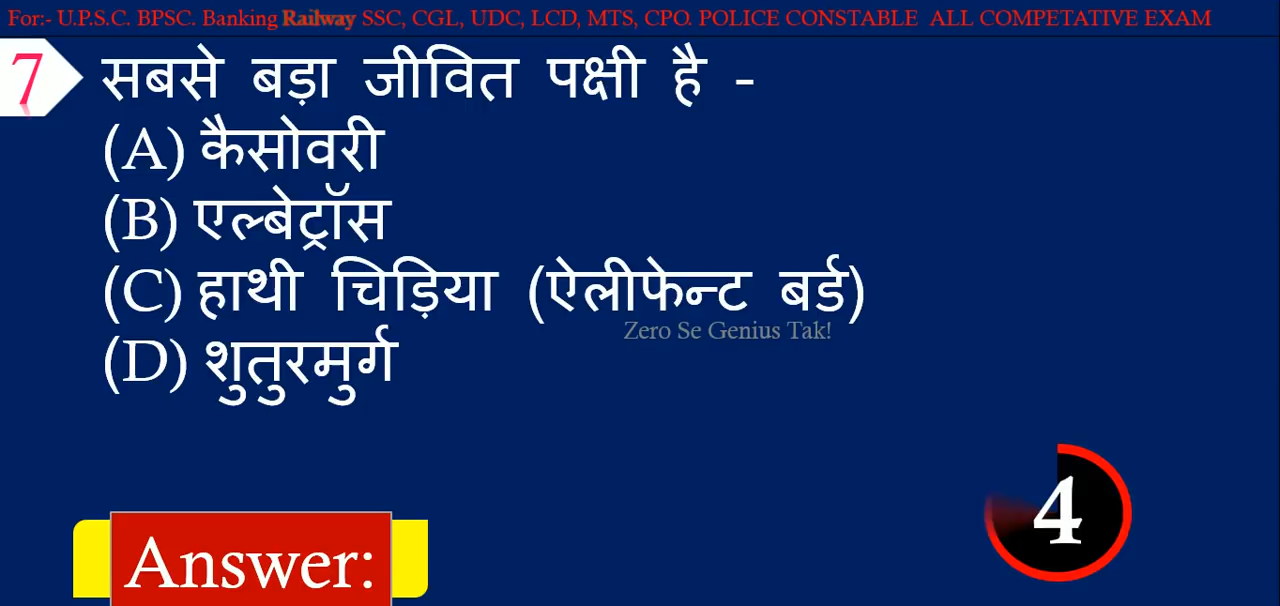 For:- U.P.S.C. BPSC. Banking Railway SSC, CGL, UDC, LCD, MTS, CPO. POLICE CONSTABLE ALL COMPETATIVE EXAM
7 सबसे बड़ा जीवित पक्षी है -
(A) कैसोवरी
(B) एल्बेट्रॉस
(C) हाथी चिड़िया (ऐलीफेन्ट बर्ड)
Zero Se Genius Tak!
(D) शुतुरमुर्ग
4
Answer: